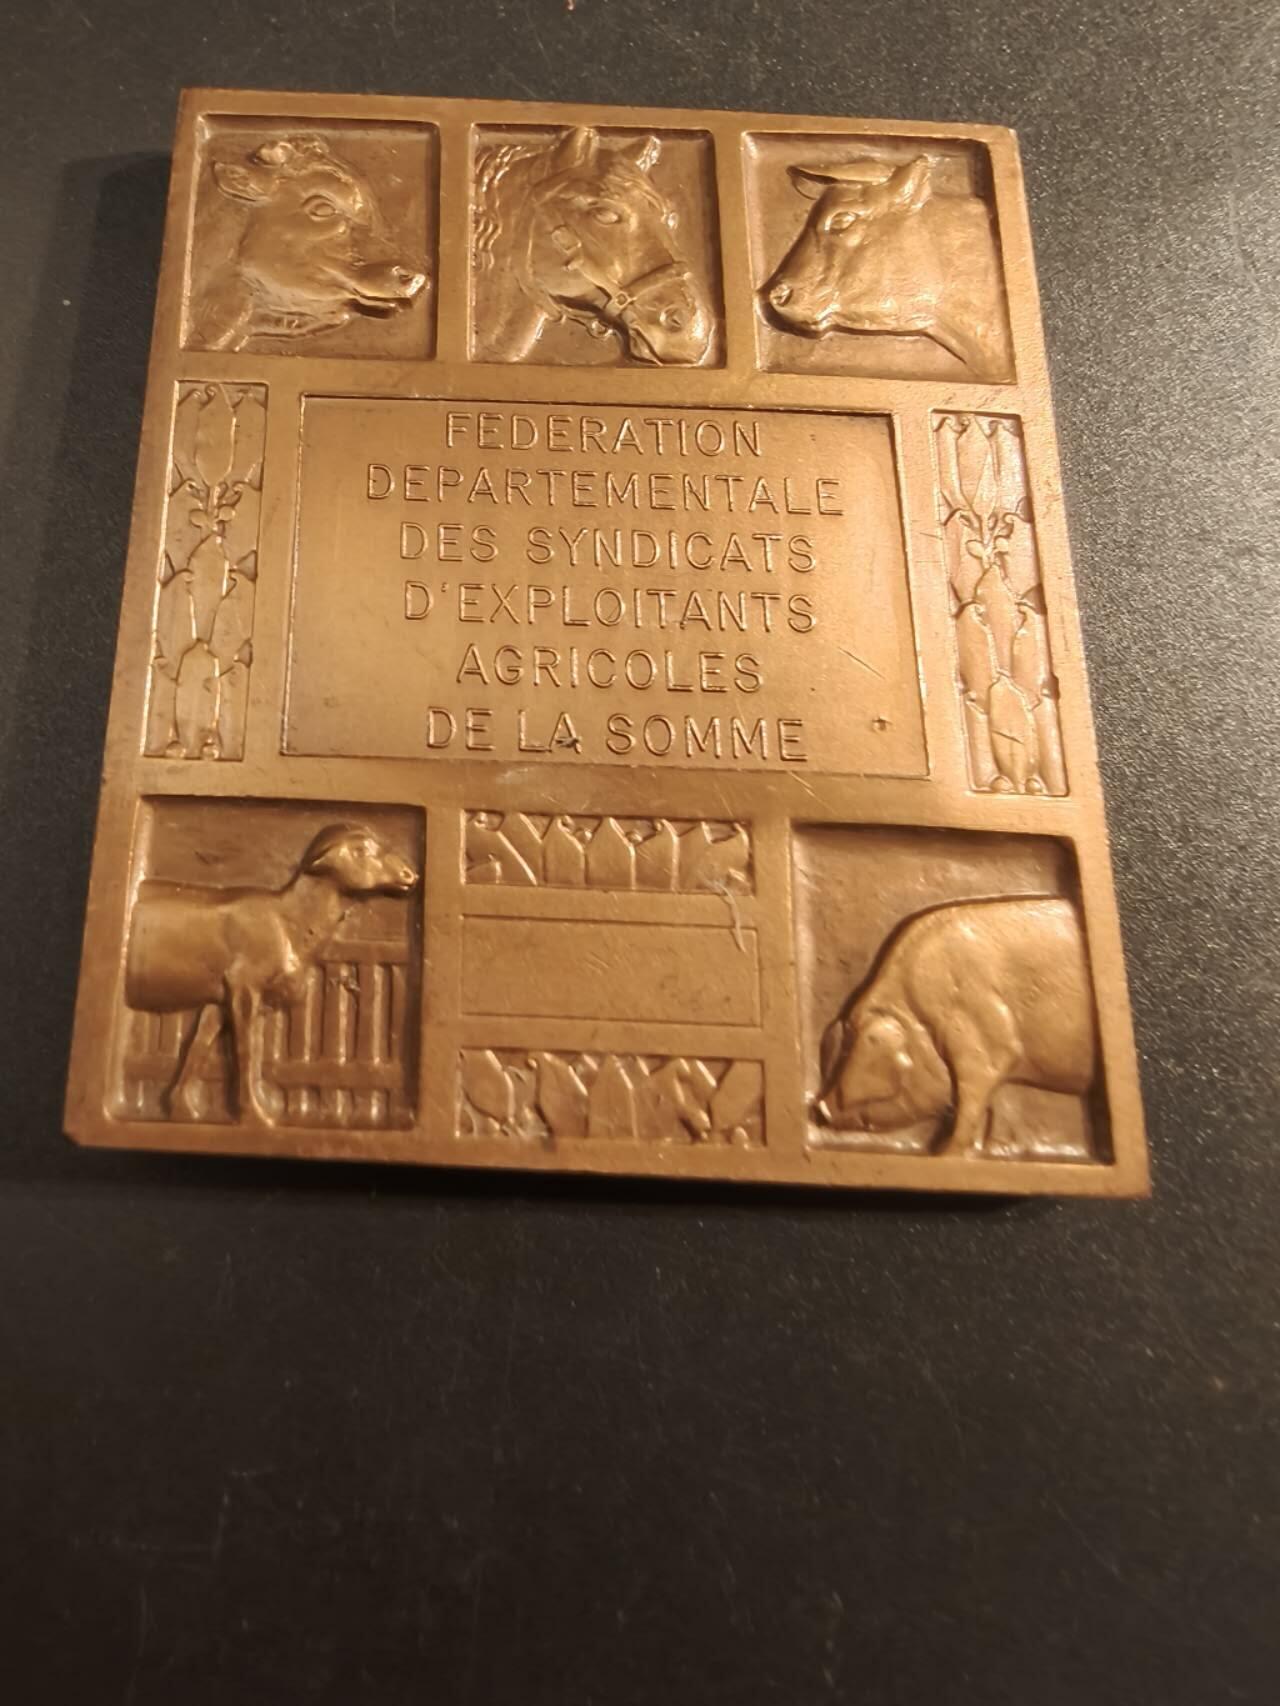 FEDERATION
DEPARTEMENTALE
DES SYNDICATS
D'EXPLOITANTS
AGRICOLES
DE LA SOMME